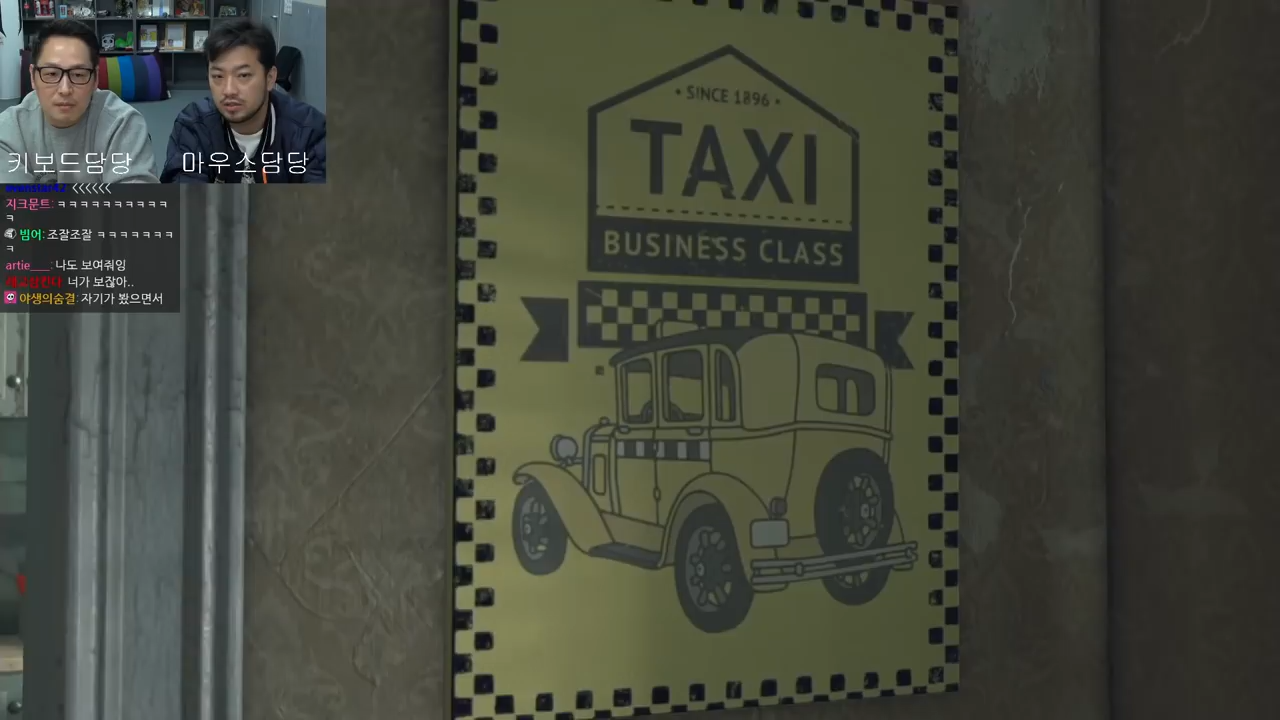 키보드담당
마우스담당
<<<<<<
지크문트: ㅋㅋㅋㅋㅋㅋㅋㅋㅋㅋ
ㅋ
빔어: 조잘조잘 ㅋㅋㅋㅋㅋㅋㅋ
ㅋ
artie___: 나도 보여줘잉
너가 보잖아..
야생의숨결: 자기가 봤으면서
• SINCE 1896 •
TAXI
BUSINESS CLASS